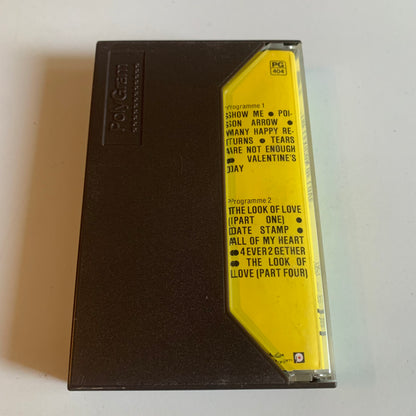 PolyGram
PG
404
Programme 1
SHOW ME ● POI-
SON ARROW ●
MANY HAPPY RE-
TURNS ● TEARS
ARE NOT ENOUGH
● VALENTINE'S
DAY
Programme 2
THE LOOK OF LOVE
(PART ONE) ●
DATE STAMP ●
ALL OF MY HEART
● 4 EVER 2 GETHER
● THE LOOK OF
LOVE (PART FOUR)